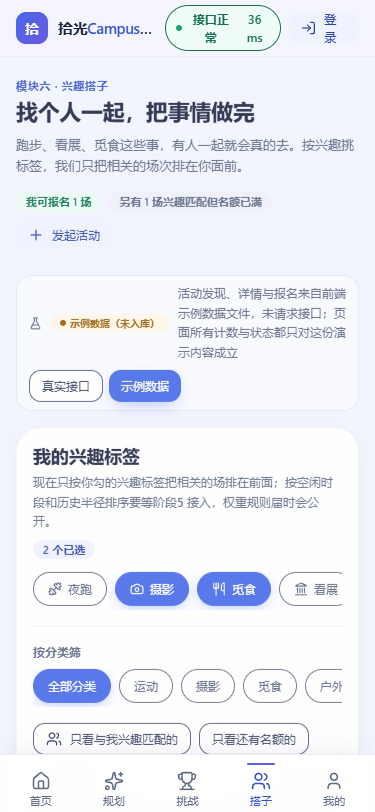 拾
拾光Campus...
接口正常
36 ms
登录
模块六 · 兴趣搭子
找个人一起，把事情做完
跑步、看展、觅食这些事，有人一起就会真的去。按兴趣挑
标签，我们只把相关的场次排在你面前。
我可报名 1 场
另有 1 场兴趣匹配但名额已满
发起活动
示例数据（未入库）
活动发现、详情与报名来自前端
示例数据文件，未请求接口；页
面所有计数与状态都只对这份演
示内容成立
真实接口
示例数据
我的兴趣标签
现在只按你勾的兴趣标签把相关的场排在前面；按空闲时
段和历史半径排序要等阶段5 接入，权重规则届时会公
开。
2 个已选
夜跑
摄影
觅食
看展
按分类筛
全部分类
运动
摄影
觅食
户外
只看与我兴趣匹配的
只看还有名额的
首页
规划
挑战
搭子
我的